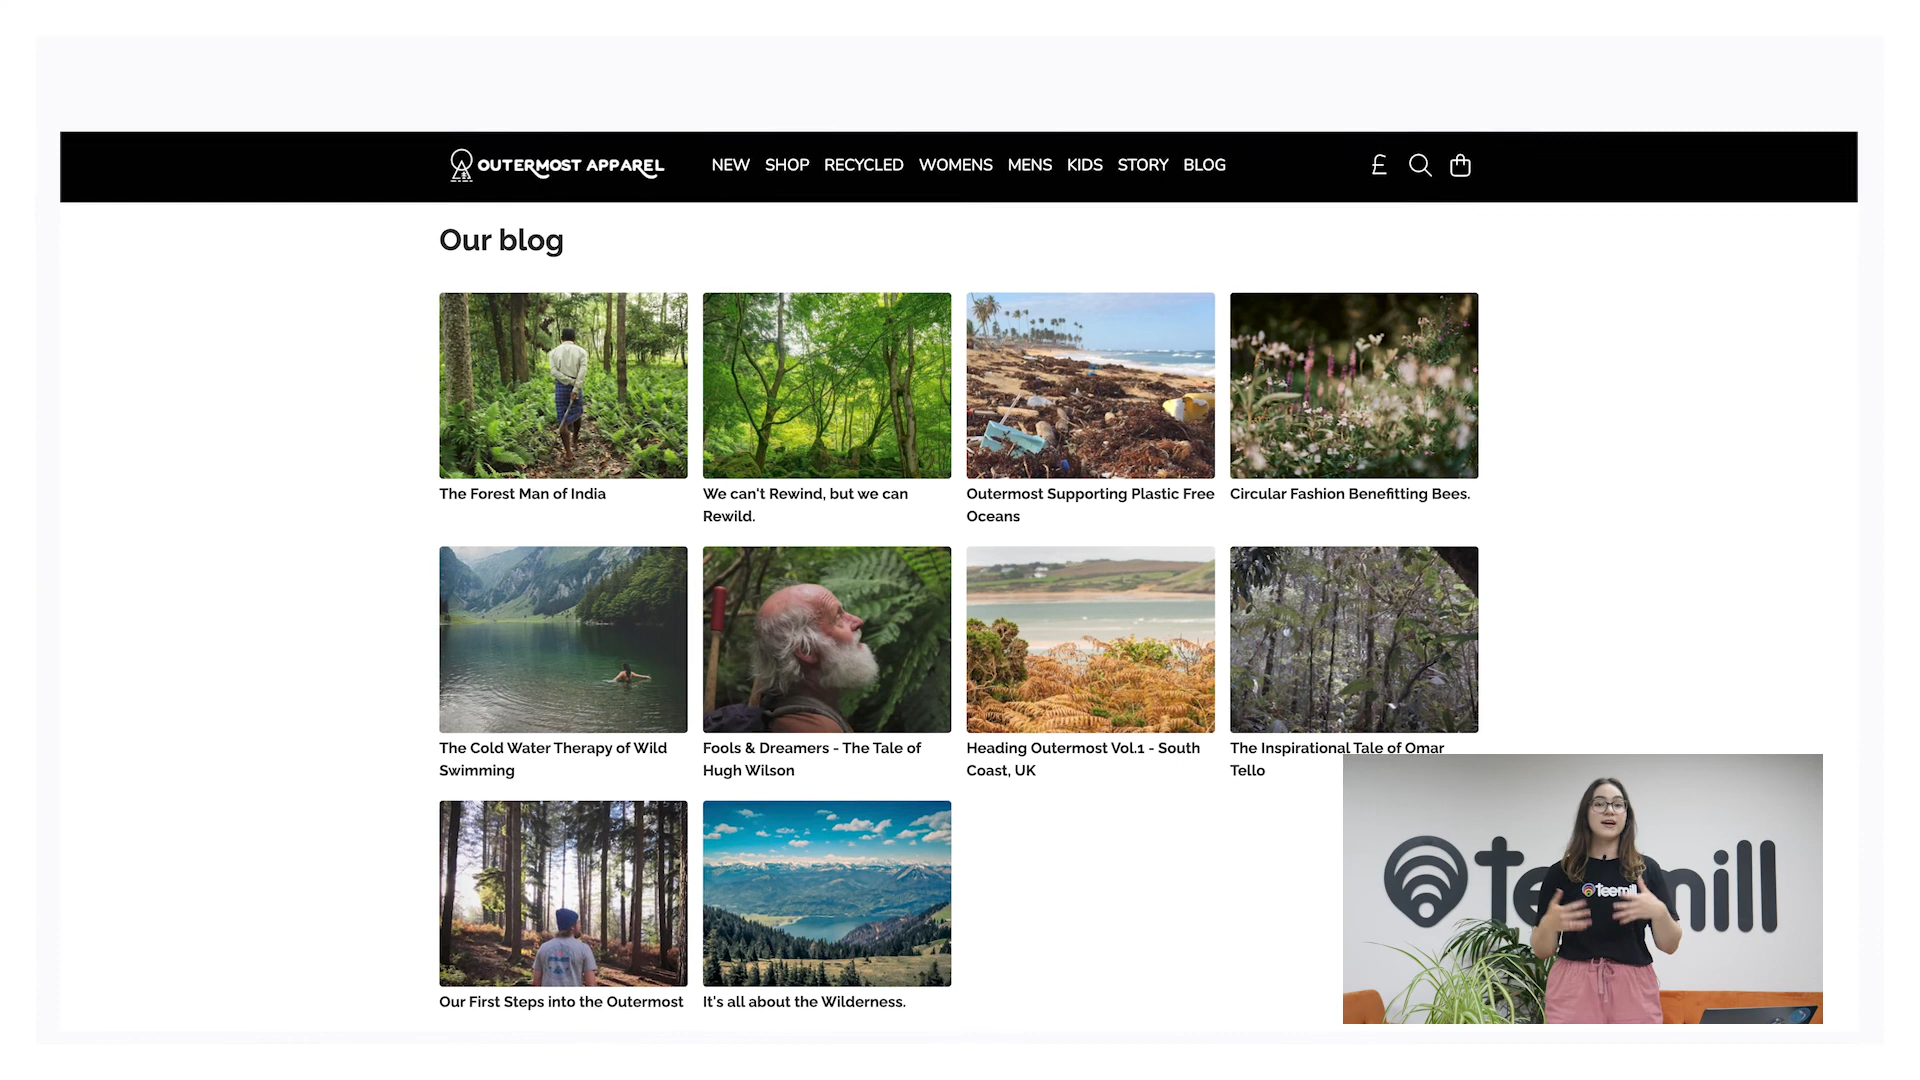 OUTERMOST APPAREL NEW SHOP RECYCLED WOMENS MENS KIDS STORY BLOG £
Our blog
The Forest Man of India
We can't Rewind, but we can
Rewild.
Outermost Supporting Plastic Free
Oceans
Circular Fashion Benefitting Bees.
The Cold Water Therapy of Wild
Swimming
Fools & Dreamers - The Tale of
Hugh Wilson
Heading Outermost Vol.1 - South
Coast, UK
The Inspirational Tale of Omar
Tello
Our First Steps into the Outermost
It's all about the Wilderness.
teemill
teemill